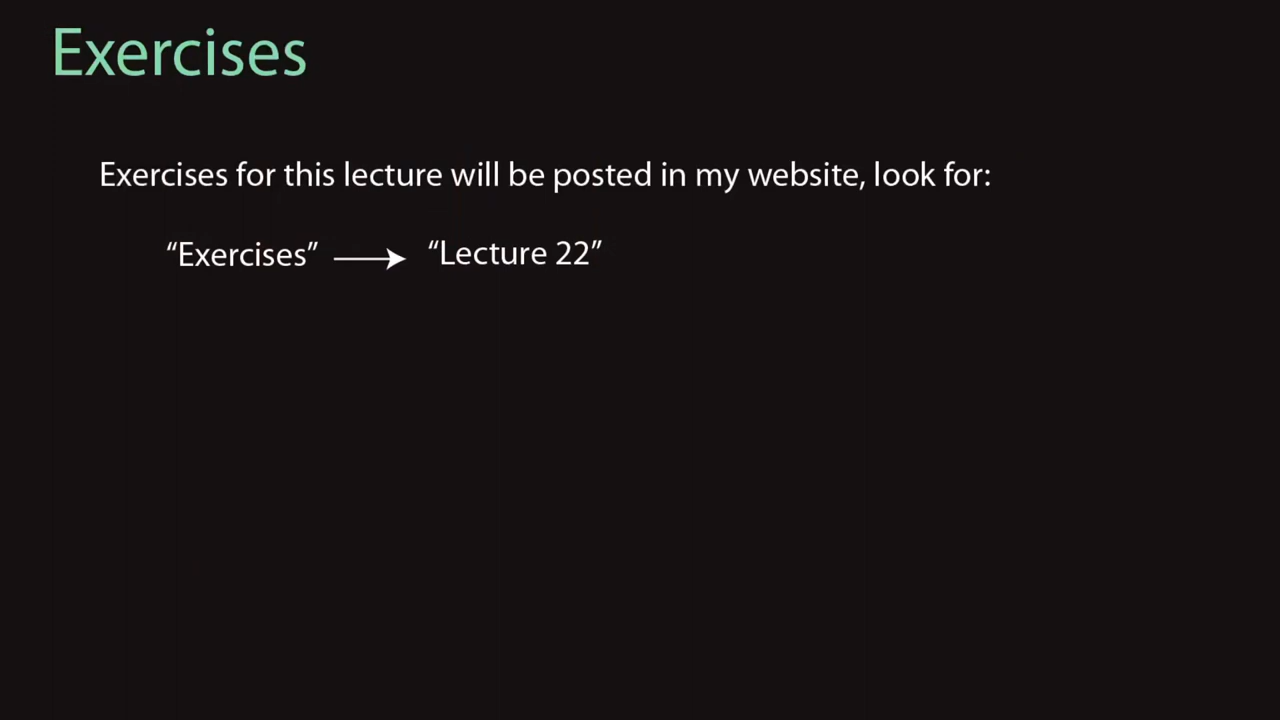 Exercises
Exercises for this lecture will be posted in my website, look for:
“Exercises” ⟶ “Lecture 22”